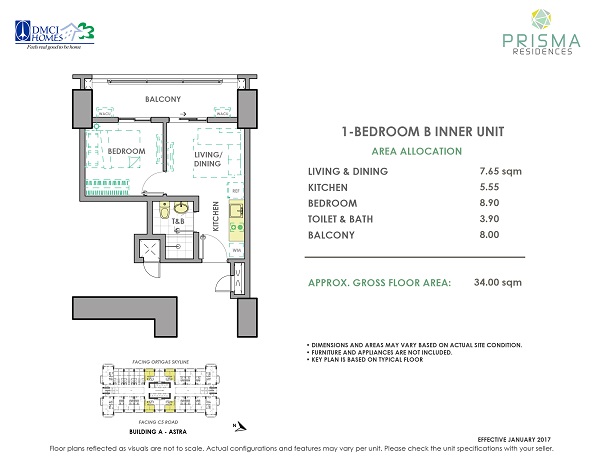 DMCI
HOMES
Feels real good to be home
PRISMA
RESIDENCES
BALCONY
WACU
WACU
BEDROOM
LIVING/
DINING
REF
T&B
KITCHEN
W/M
1-BEDROOM B INNER UNIT
AREA ALLOCATION
LIVING & DINING 7.65 sqm
KITCHEN 5.55
BEDROOM 8.90
TOILET & BATH 3.90
BALCONY 8.00
APPROX. GROSS FLOOR AREA: 34.00 sqm
• DIMENSIONS AND AREAS MAY VARY BASED ON ACTUAL SITE CONDITION.
• FURNITURE AND APPLIANCES ARE NOT INCLUDED.
• KEY PLAN IS BASED ON TYPICAL FLOOR
FACING ORTIGAS SKYLINE
FACING C5 ROAD
BUILDING A - ASTRA
N
EFFECTIVE JANUARY 2017
Floor plans reflected as visuals are not to scale. Actual configurations and features may vary per unit. Please check the unit specifications with your seller.